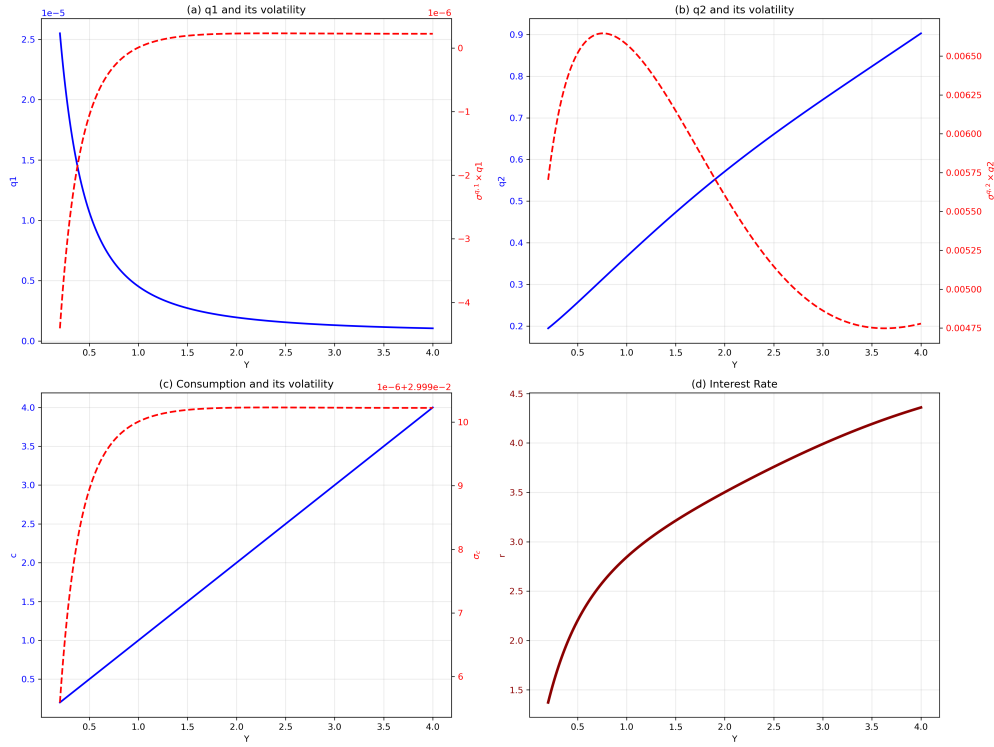 (a) q1 and its volatility
1e−5
1e−6
2.5
2.0
1.5
1.0
0.5
0.0
q1
0
−1
−2
−3
−4
σ^{q,1} × q1
0.5 1.0 1.5 2.0 2.5 3.0 3.5 4.0
Y
(b) q2 and its volatility
0.9
0.8
0.7
0.6
0.5
0.4
0.3
0.2
q2
0.00650
0.00625
0.00600
0.00575
0.00550
0.00525
0.00500
0.00475
σ^{q,2} × q2
0.5 1.0 1.5 2.0 2.5 3.0 3.5 4.0
Y
(c) Consumption and its volatility
1e−6+2.999e−2
4.0
3.5
3.0
2.5
2.0
1.5
1.0
0.5
c
10
9
8
7
6
σ_c
0.5 1.0 1.5 2.0 2.5 3.0 3.5 4.0
Y
(d) Interest Rate
4.5
4.0
3.5
3.0
2.5
2.0
1.5
r
0.5 1.0 1.5 2.0 2.5 3.0 3.5 4.0
Y